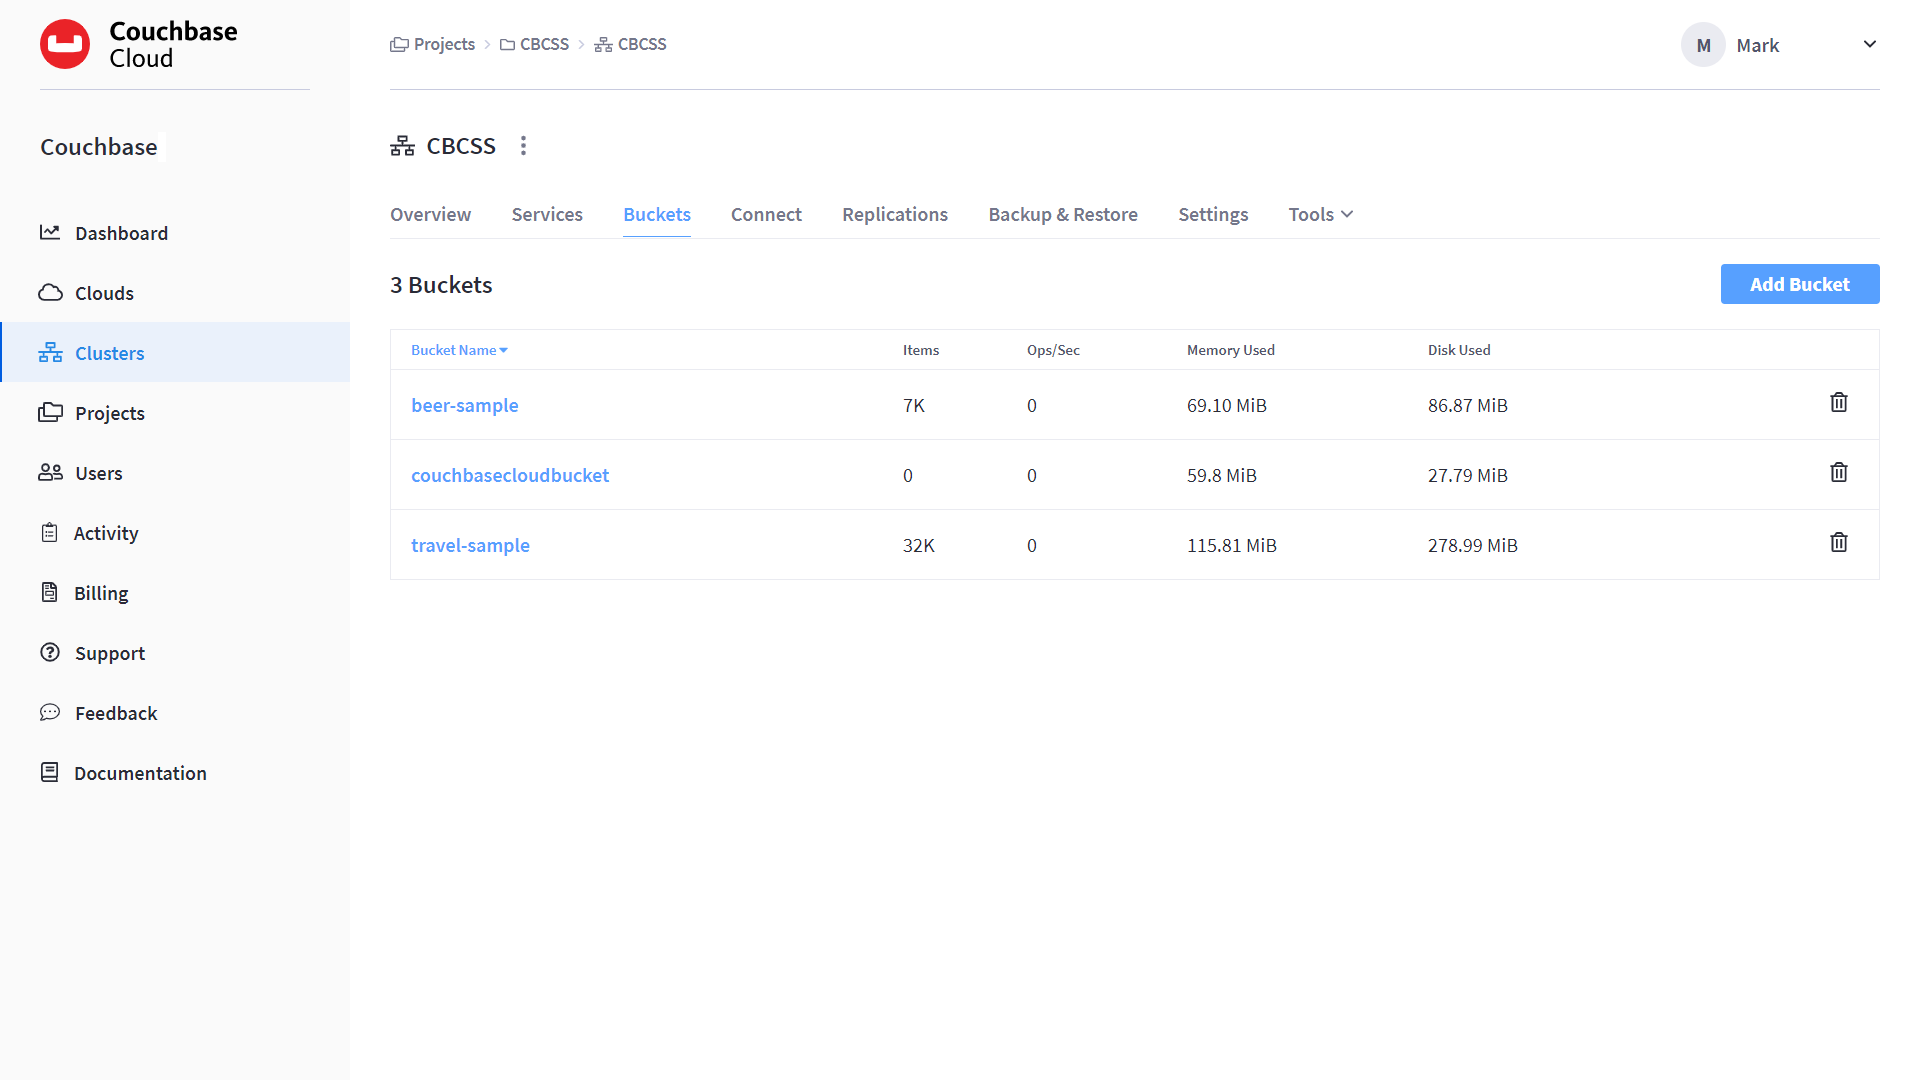 Couchbase
Cloud
Projects CBCSS CBCSS
M Mark
Couchbase
CBCSS
Overview Services Buckets Connect Replications Backup & Restore Settings Tools
Dashboard
Clouds
Clusters
Projects
Users
Activity
Billing
Support
Feedback
Documentation
3 Buckets
Add Bucket
Bucket Name Items Ops/Sec Memory Used Disk Used
beer-sample 7K 0 69.10 MiB 86.87 MiB
couchbasecloudbucket 0 0 59.8 MiB 27.79 MiB
travel-sample 32K 0 115.81 MiB 278.99 MiB